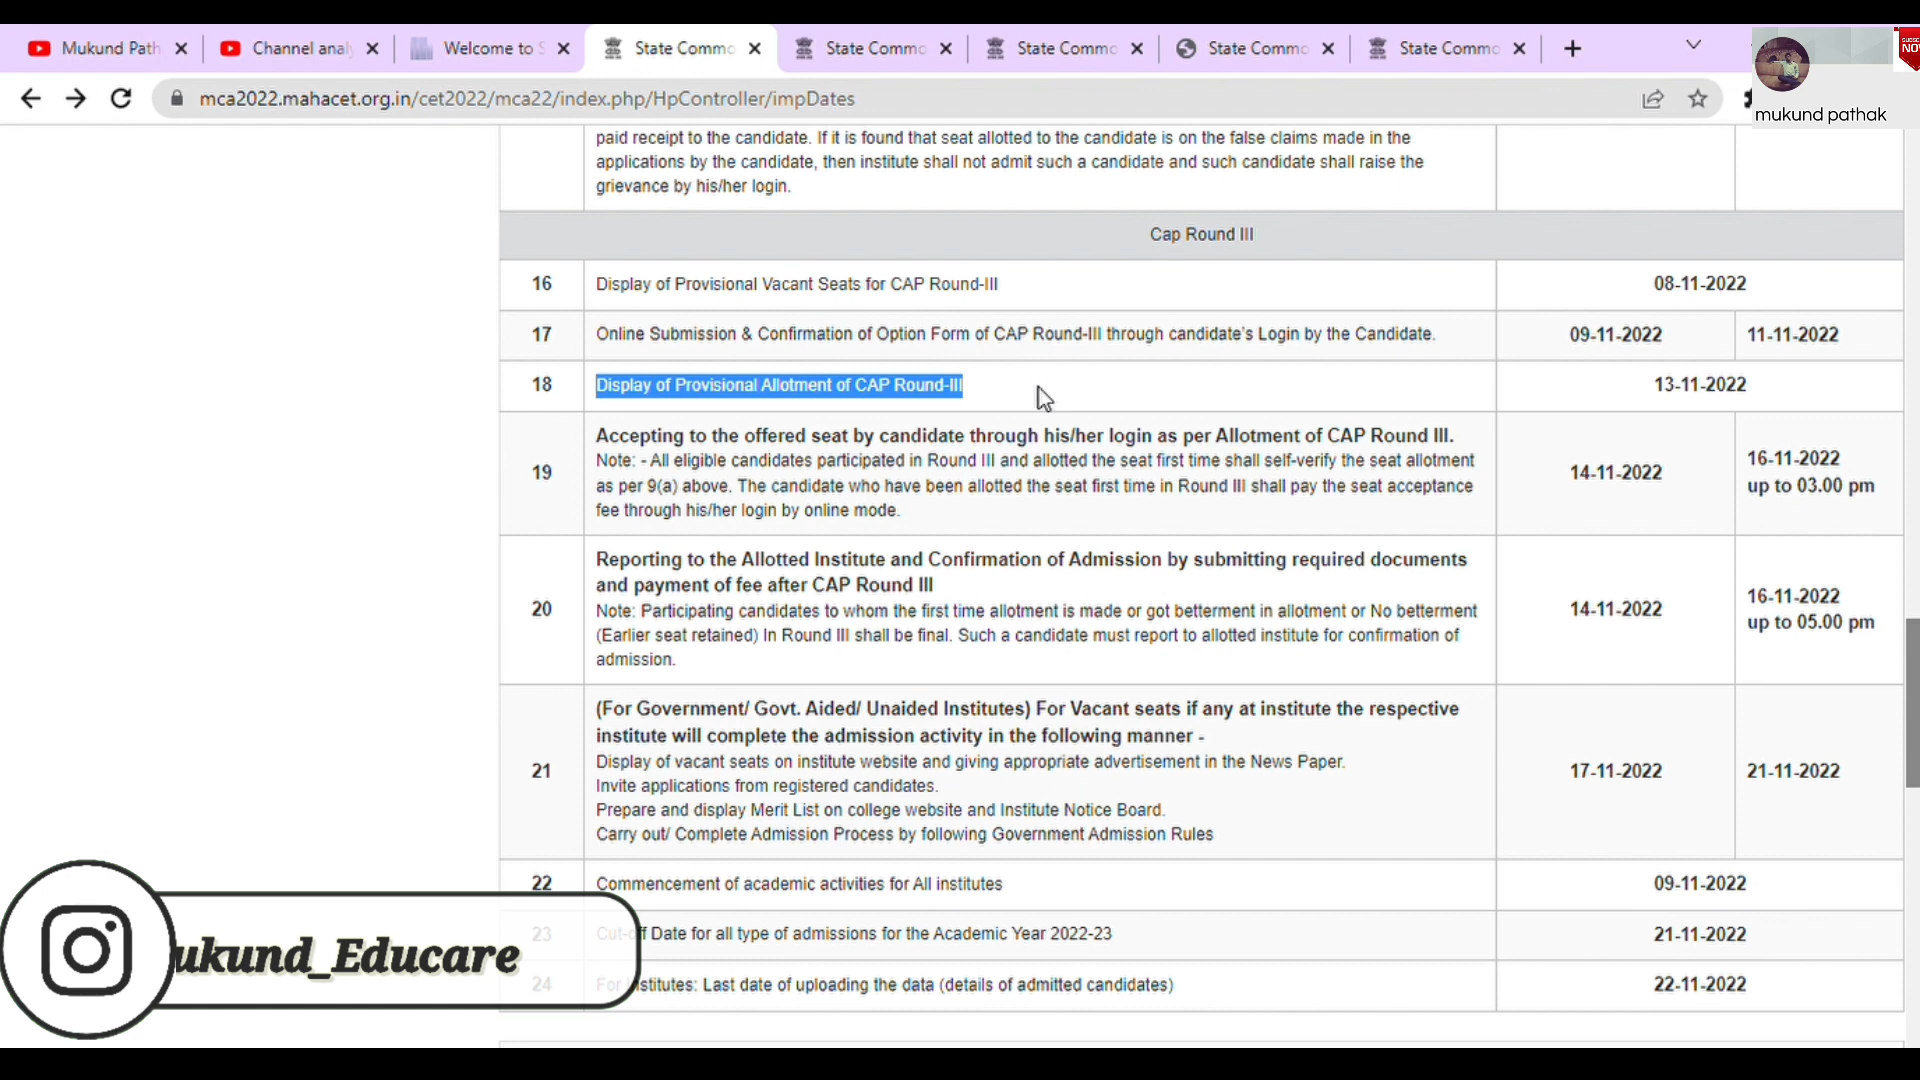 Mukund Path
Channel anal
Welcome to S
State Commo
State Commo
State Commo
State Commo
State Commo
mca2022.mahacet.org.in/cet2022/mca22/index.php/HpController/impDates
mukund pathak
paid receipt to the candidate. If it is found that seat allotted to the candidate is on the false claims made in the
applications by the candidate, then institute shall not admit such a candidate and such candidate shall raise the
grievance by his/her login.
Cap Round III
16 Display of Provisional Vacant Seats for CAP Round-III 08-11-2022
17 Online Submission & Confirmation of Option Form of CAP Round-III through candidate's Login by the Candidate. 09-11-2022 11-11-2022
18 Display of Provisional Allotment of CAP Round-III 13-11-2022
Accepting to the offered seat by candidate through his/her login as per Allotment of CAP Round III.
Note: - All eligible candidates participated in Round III and allotted the seat first time shall self-verify the seat allotment
as per 9(a) above. The candidate who have been allotted the seat first time in Round III shall pay the seat acceptance
fee through his/her login by online mode.
19
14-11-2022
16-11-2022
up to 03.00 pm
Reporting to the Allotted Institute and Confirmation of Admission by submitting required documents
and payment of fee after CAP Round III
Note: Participating candidates to whom the first time allotment is made or got betterment in allotment or No betterment
(Earlier seat retained) In Round III shall be final. Such a candidate must report to allotted institute for confirmation of
admission.
20
14-11-2022
16-11-2022
up to 05.00 pm
(For Government/ Govt. Aided/ Unaided Institutes) For Vacant seats if any at institute the respective
institute will complete the admission activity in the following manner -
Display of vacant seats on institute website and giving appropriate advertisement in the News Paper.
Invite applications from registered candidates.
Prepare and display Merit List on college website and Institute Notice Board.
Carry out/ Complete Admission Process by following Government Admission Rules
21
17-11-2022
21-11-2022
22 Commencement of academic activities for All institutes 09-11-2022
23 Cut-off Date for all type of admissions for the Academic Year 2022-23 21-11-2022
24 For Institutes: Last date of uploading the data (details of admitted candidates) 22-11-2022
ukund_Educare